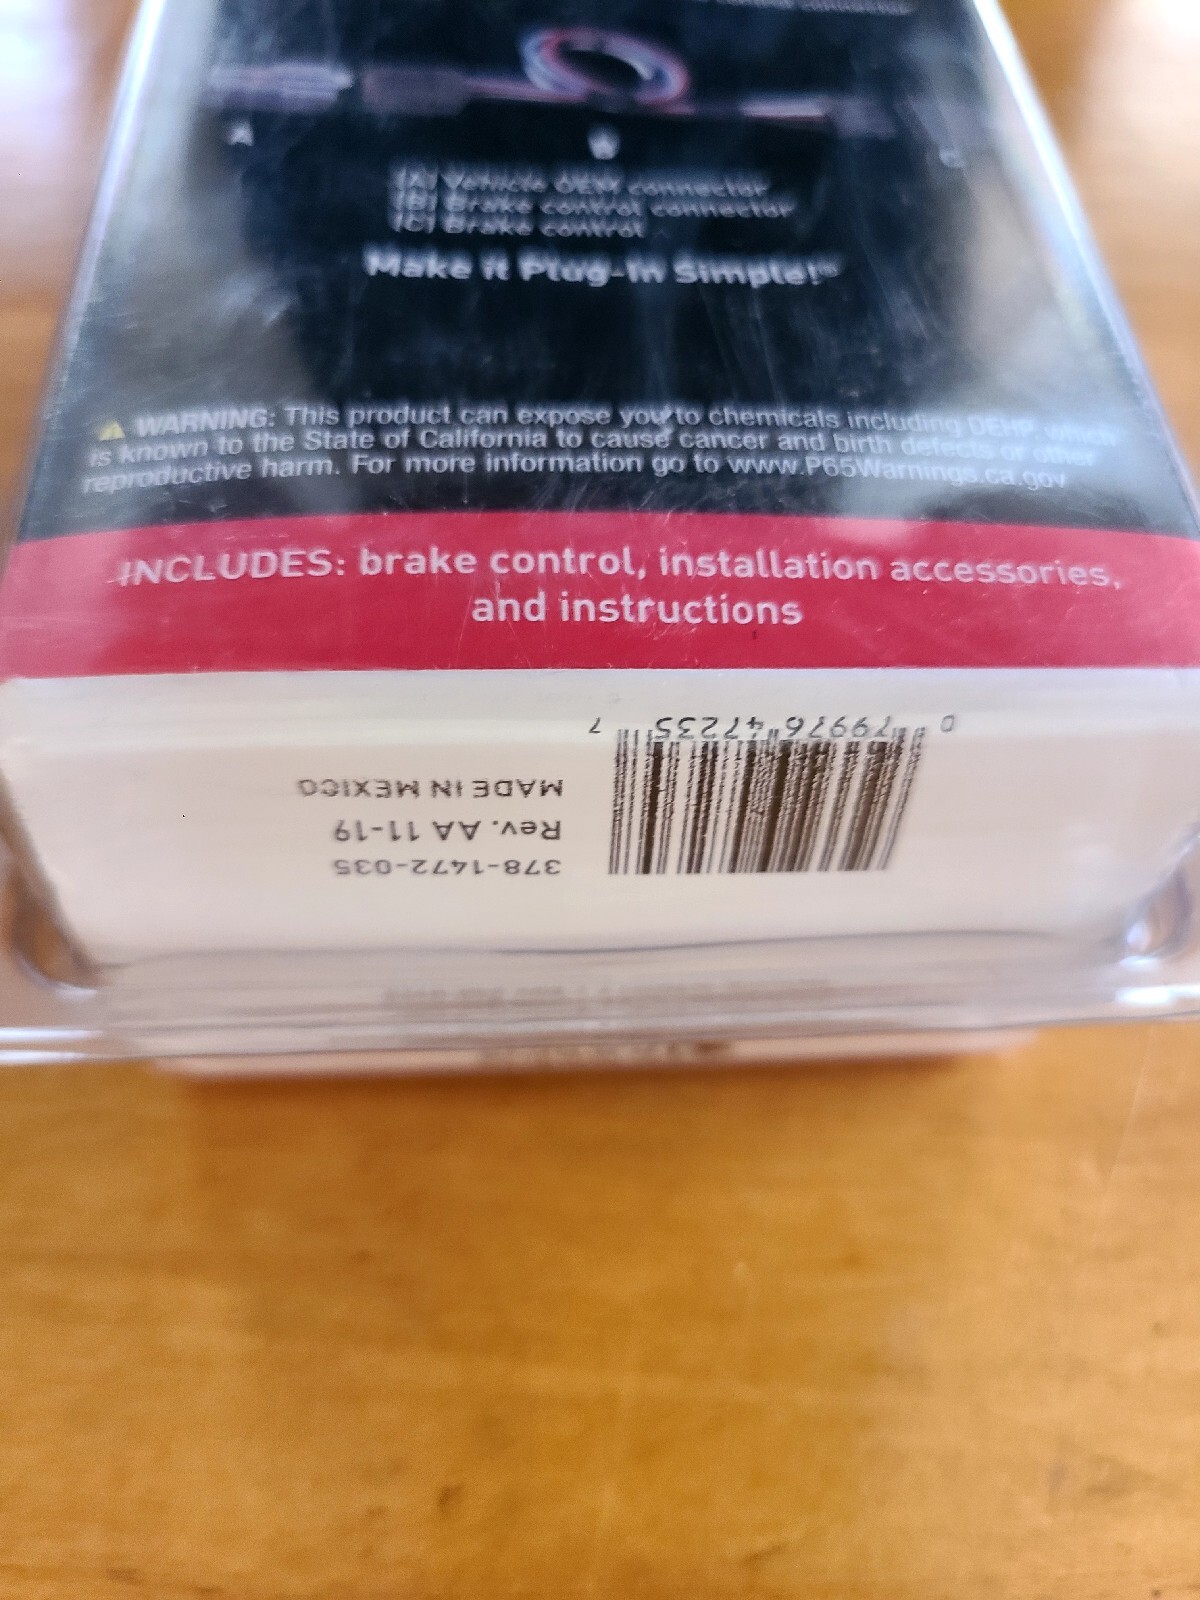 A
C
(A) Vehicle OEM connector
(B) Brake control connector
(C) Brake control
Make it Plug-In Simple!™
WARNING: This product can expose you to chemicals including DEHP which
is known to the State of California to cause cancer and birth defects or other
reproductive harm. For more information go to www.P65Warnings.ca.gov
INCLUDES: brake control, installation accessories,
and instructions
378-1472-035
Rev. AA 11-19
MADE IN MEXICO
0 79976 47235 7